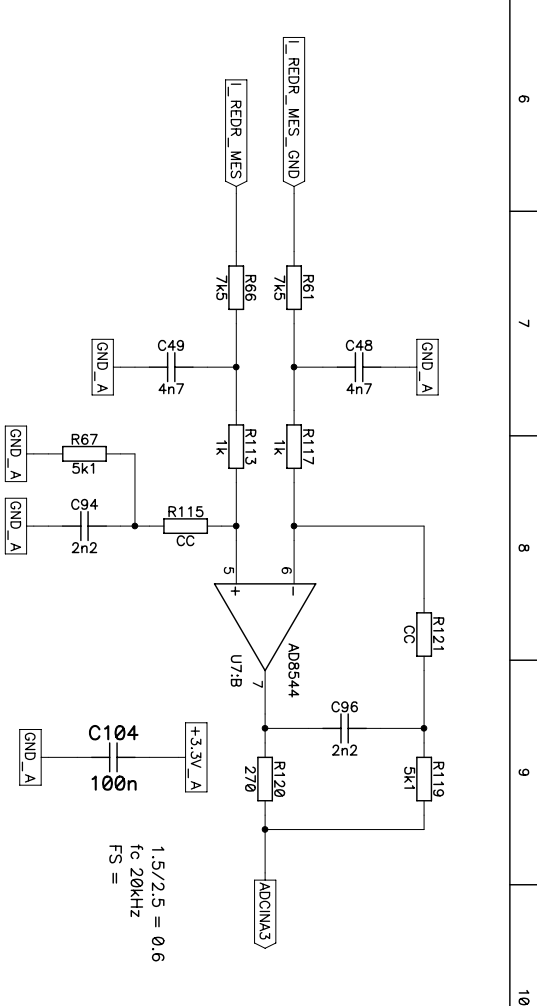 6
7
8
9
10
I_REDR_MES_GND
I_REDR_MES
R61
7k5
R66
7k5
GND_A
C48
4n7
C49
4n7
GND_A
R117
1k
R113
1k
R67
5k1
GND_A
C94
2n2
GND_A
R115
CC
5
6
+
-
AD8544
U7:B
7
R121
CC
C96
2n2
R119
5k1
R120
270
ADCINA3
+3.3V_A
C104
100n
GND_A
1.5/2.5 = 0.6
fc 20kHz
FS =